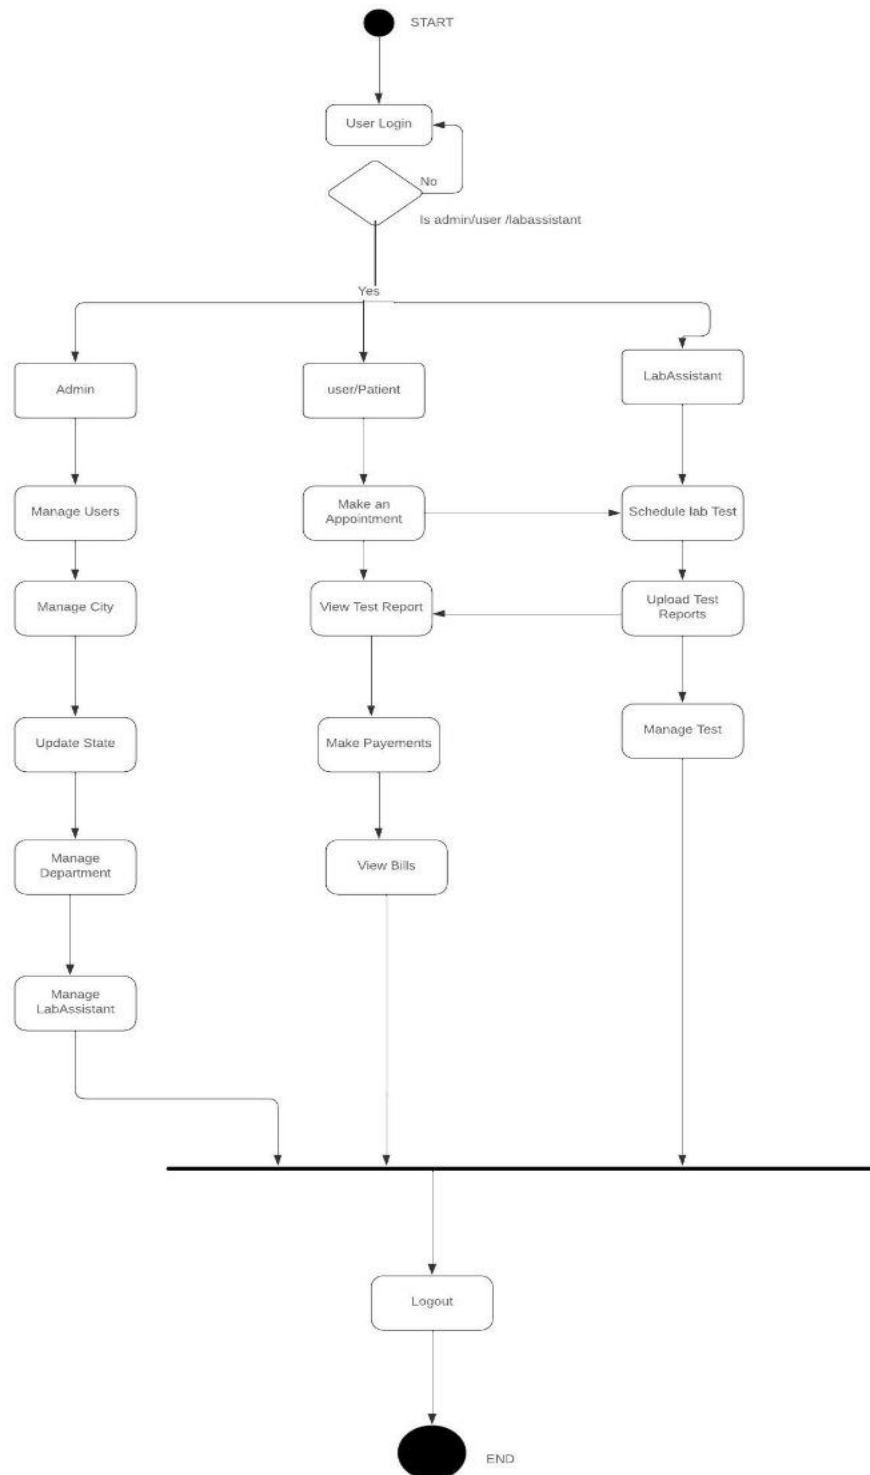 START
User Login
No
Is admin/user /labassistant
Yes
Admin
user/Patient
LabAssistant
Manage Users
Make an
Appointment
Schedule lab Test
Manage City
View Test Report
Upload Test
Reports
Update State
Make Payements
Manage Test
Manage
Department
View Bills
Manage
LabAssistant
Logout
END